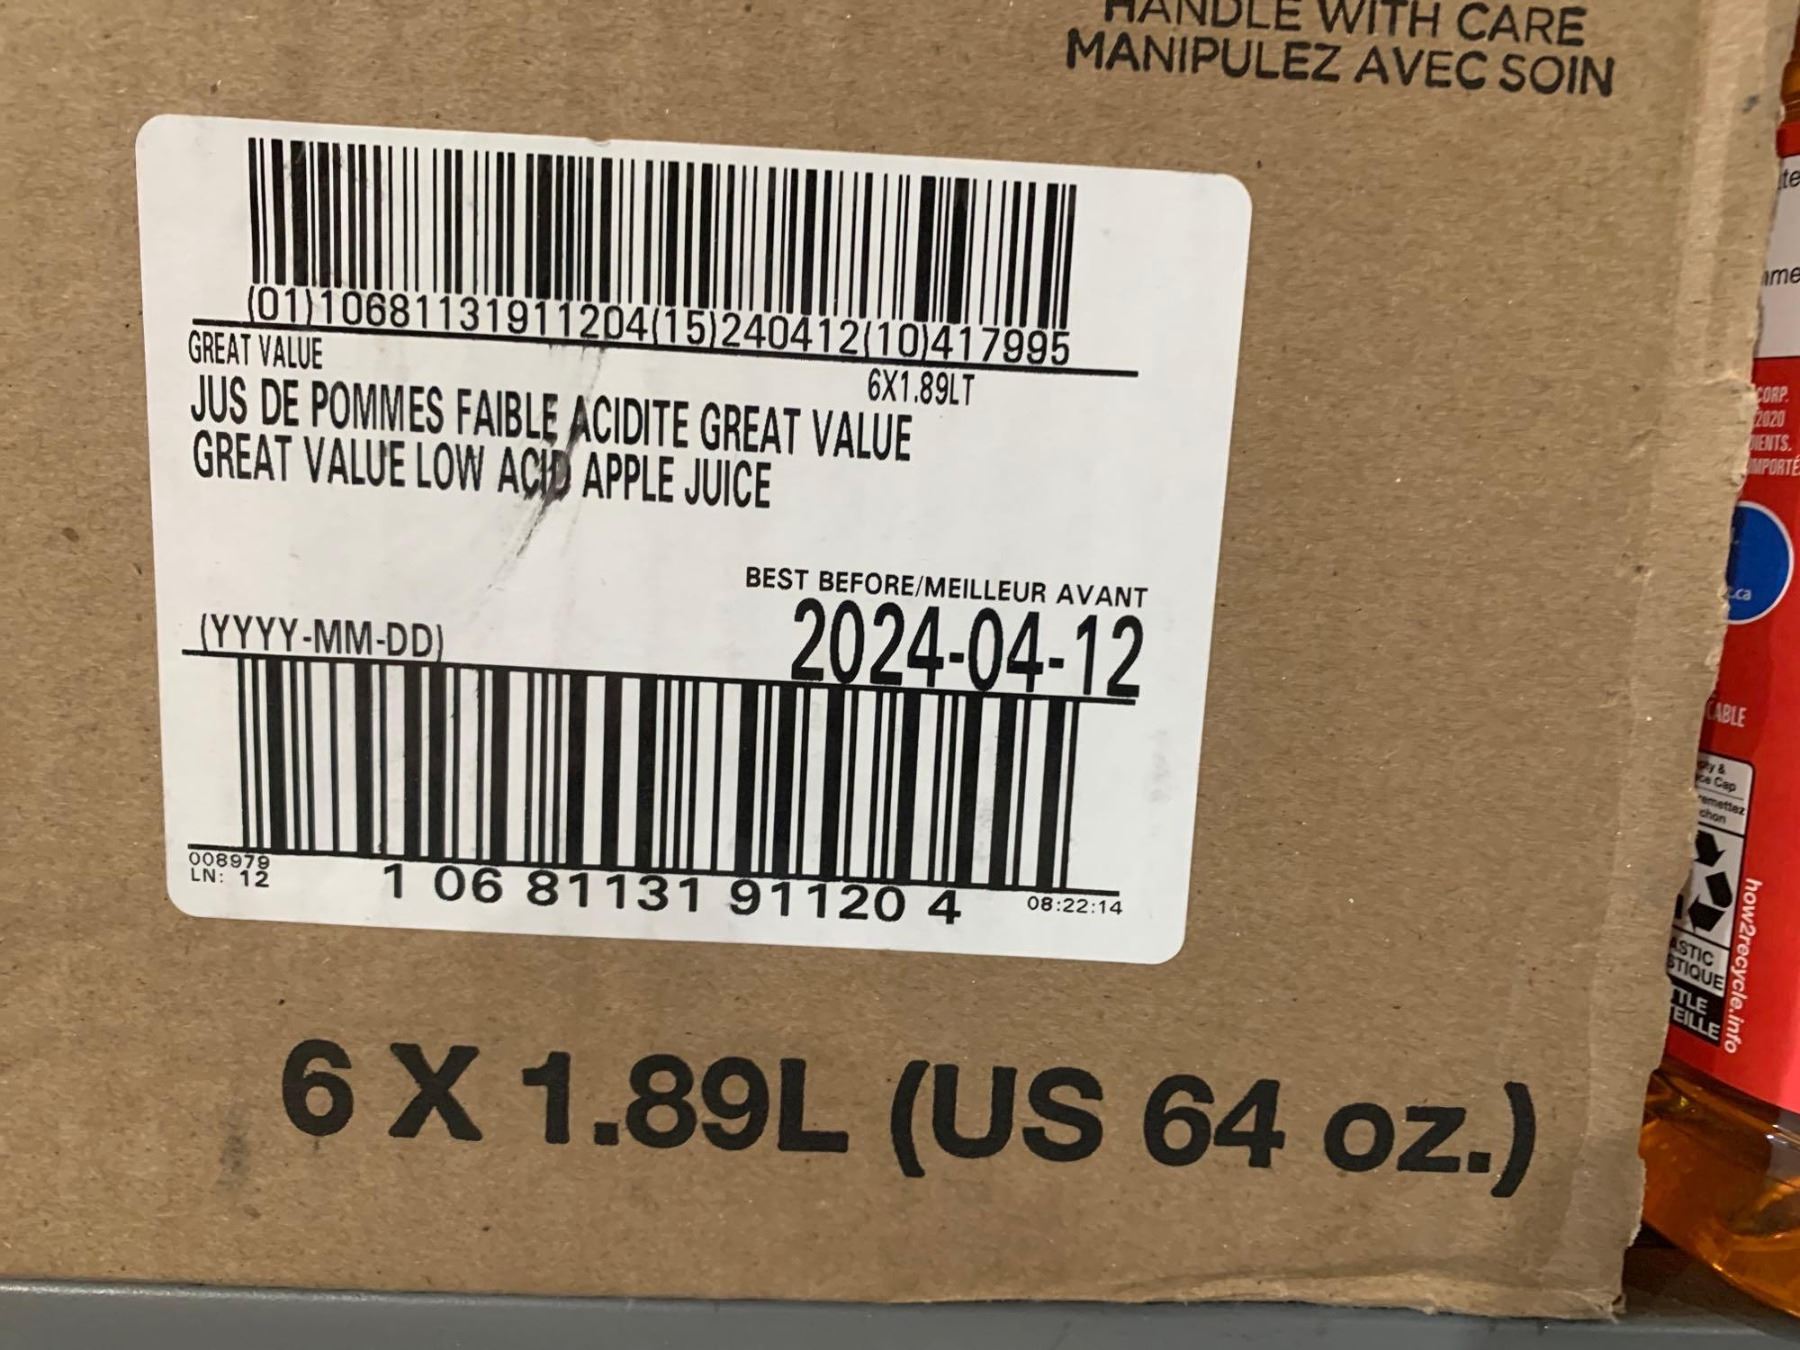 HANDLE WITH CARE
MANIPULEZ AVEC SOIN
(01)10681131911204(15)240412(10)417995
GREAT VALUE
6X1.89LT
JUS DE POMMES FAIBLE ACIDITE GREAT VALUE
GREAT VALUE LOW ACID APPLE JUICE
BEST BEFORE/MEILLEUR AVANT
(YYYY-MM-DD)
2024-04-12
008979
LN: 12
1 06 81131 91120 4
08:22:14
6 X 1.89L (US 64 oz.)
CORP.
2020
.ca
how2recycle.info